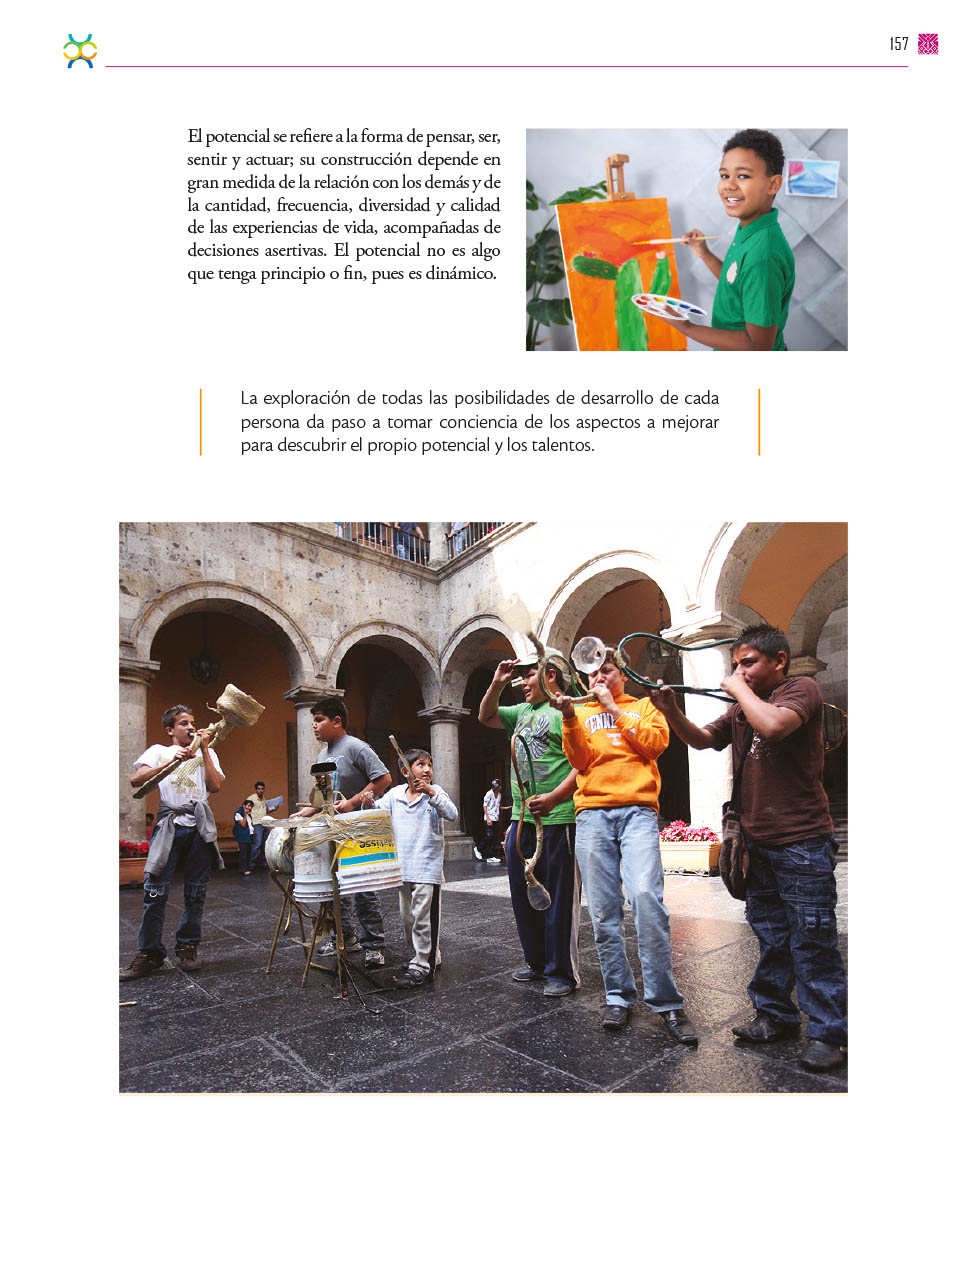 157
El potencial se refiere a la forma de pensar, ser,
sentir y actuar; su construcción depende en
gran medida de la relación con los demás y de
la cantidad, frecuencia, diversidad y calidad
de las experiencias de vida, acompañadas de
decisiones asertivas. El potencial no es algo
que tenga principio o fin, pues es dinámico.
La exploración de todas las posibilidades de desarrollo de cada
persona da paso a tomar conciencia de los aspectos a mejorar
para descubrir el propio potencial y los talentos.